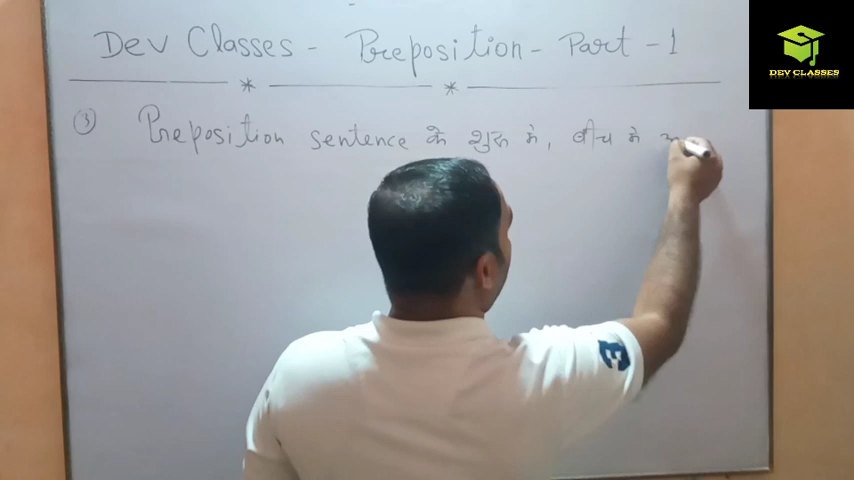 Dev Classes - Preposition - Part - 1
③ Preposition sentence के शुरू मे, बीच मे
DEV CLASSES